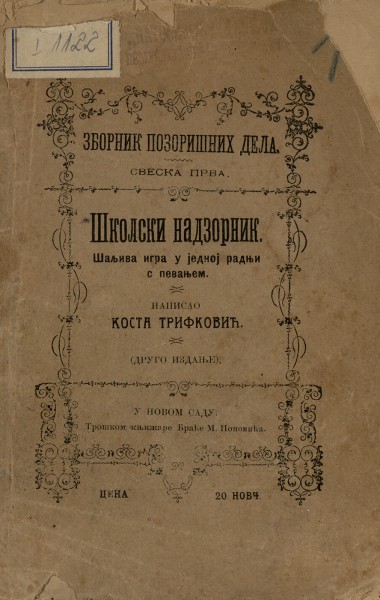 I 1122
ЗБОРНИК ПОЗОРИШНИХ ДЕЛА.
СВЕСКА ПРВА.
Школски надзорник.
Шаљива игра у једној радњи
с певањем.
НАПИСАО
КОСТА ТРИФКОВИЋ.
(ДРУГО ИЗДАЊЕ).
У НОВОМ САДУ.
Трошком књижаре Браће М. Поповића.
ЦЕНА 20 НОВЧ.